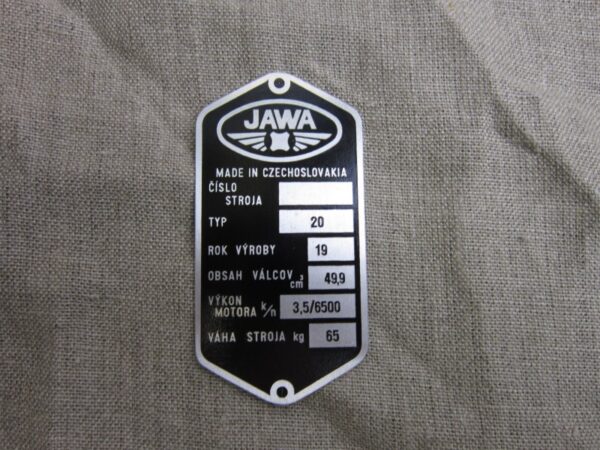 JAWA
MADE IN CZECHOSLOVAKIA
ČÍSLO
STROJA
TYP 20
ROK VÝROBY 19
OBSAH VÁLCOV cm³ 49,9
VÝKON
MOTORA k/n 3,5/6500
VÁHA STROJA kg 65